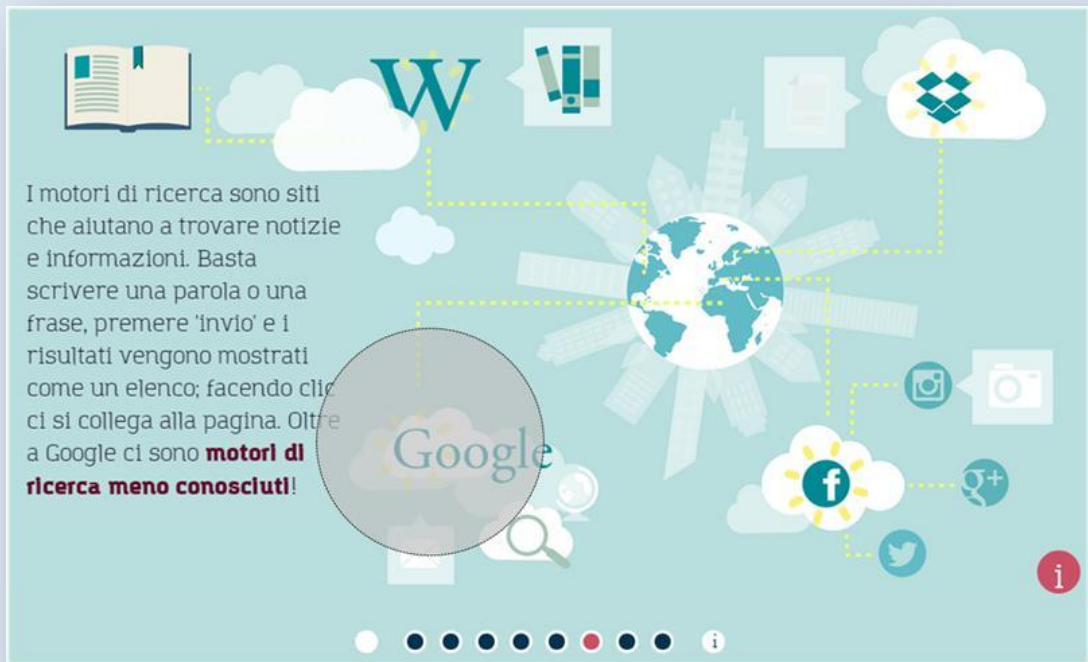 W
I motori di ricerca sono siti
che aiutano a trovare notizie
e informazioni. Basta
scrivere una parola o una
frase, premere 'invio' e i
risultati vengono mostrati
come un elenco; facendo clic
ci si collega alla pagina. Oltre
a Google ci sono motori di
ricerca meno conosciuti!
Google
f
g+
i
i